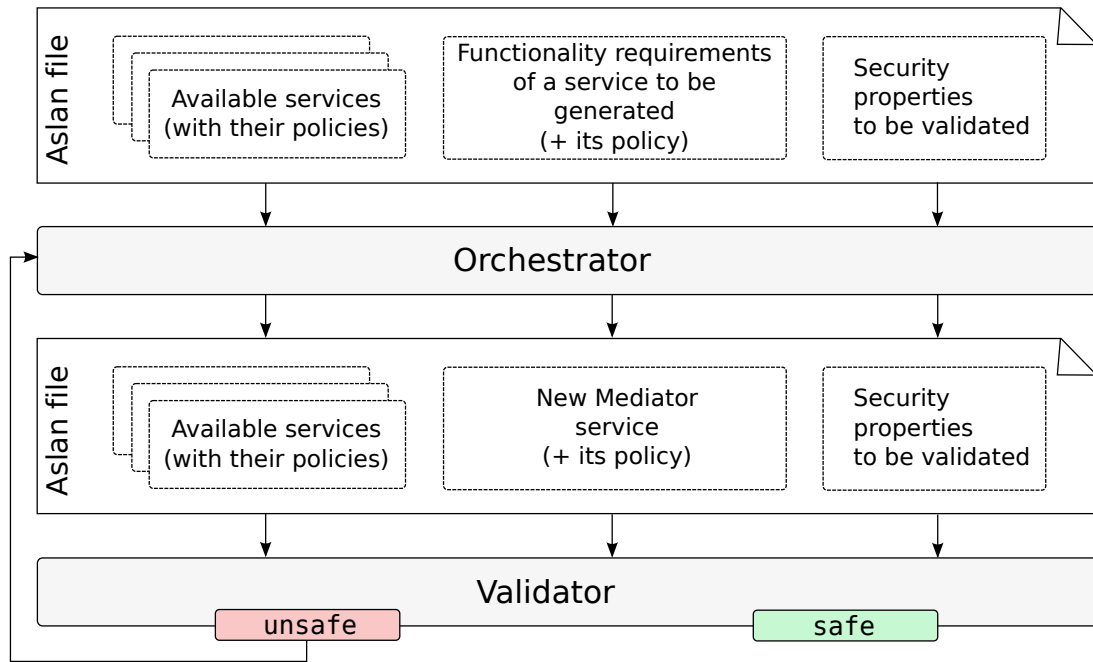 Aslan file
Available services
(with their policies)
Functionality requirements
of a service to be
generated
(+ its policy)
Security
properties
to be validated
Orchestrator
Aslan file
Available services
(with their policies)
New Mediator
service
(+ its policy)
Security
properties
to be validated
Validator
unsafe
safe